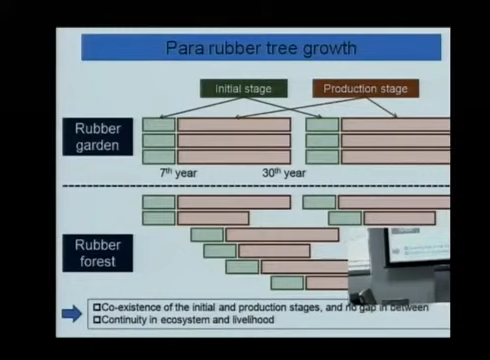 Para rubber tree growth
Initial stage
Production stage
Rubber
garden
7th year
30th year
Rubber
forest
Co-existence of the initial and production stages, and no gap in between
Continuity in ecosystem and livelihood